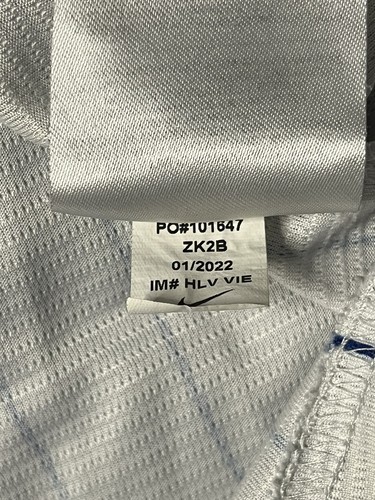 PO#101647
ZK2B
01/2022
IM# HLV VIE